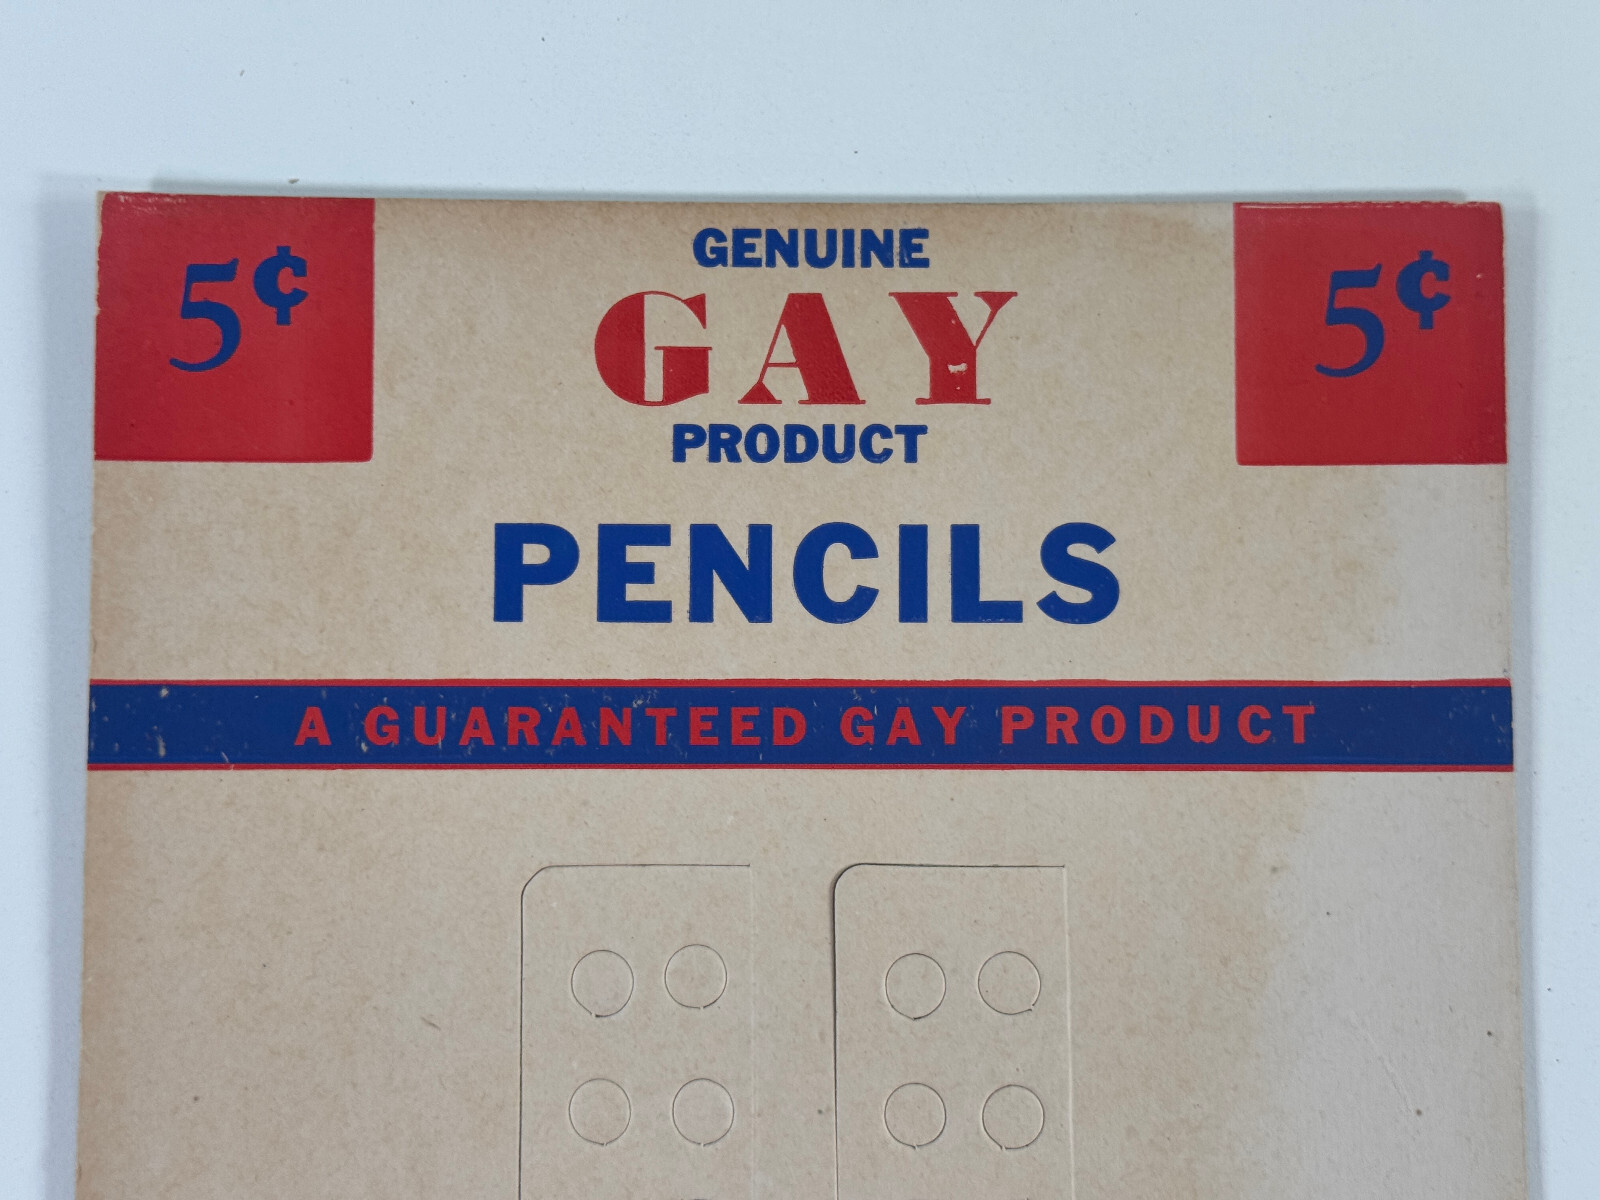 5¢
GENUINE
GAY
PRODUCT
5¢
PENCILS
A GUARANTEED GAY PRODUCT